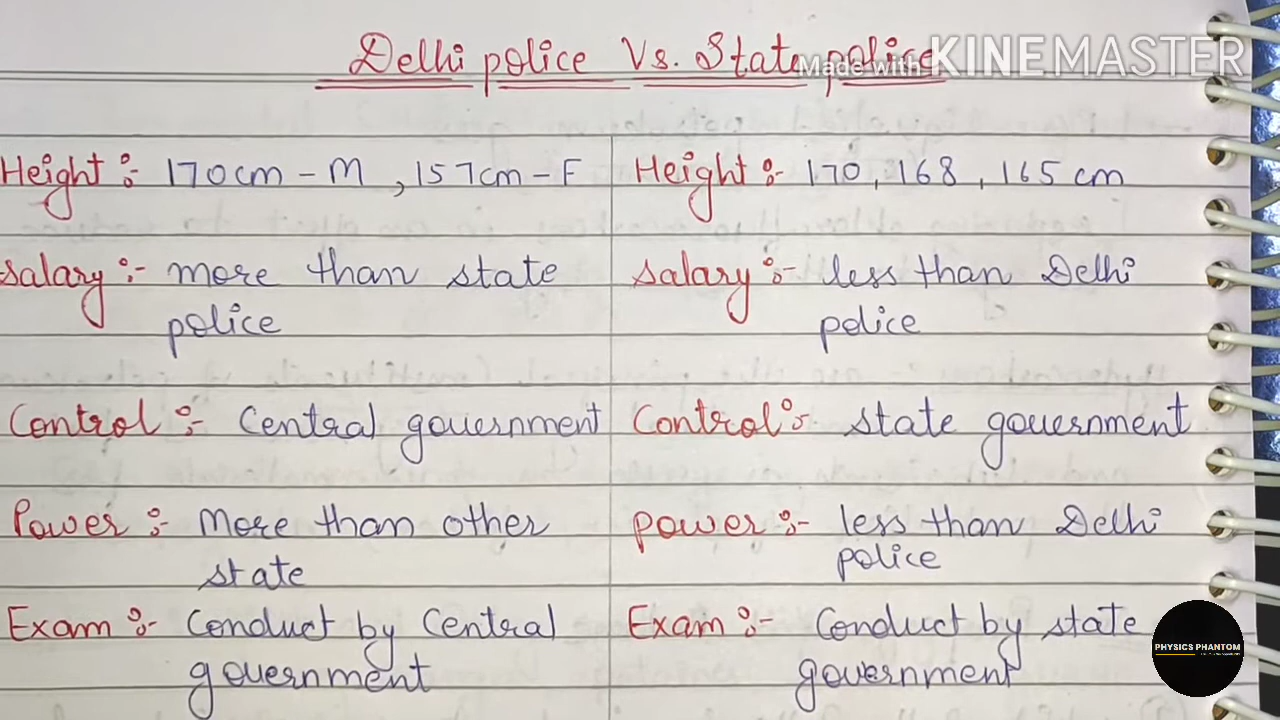 Delhi police Vs. State police
Made with KINEMASTER
Height :- 170cm - M , 157cm - F
Height :- 170, 168, 165 cm
Salary :- more than state
police
Salary :- less than Delhi
police
Control :- Central government
Control :- state government
Power :- More than other
state
power :- less than Delhi
police
Exam :- Conduct by Central
government
Exam :- Conduct by state
government
PHYSICS PHANTOM